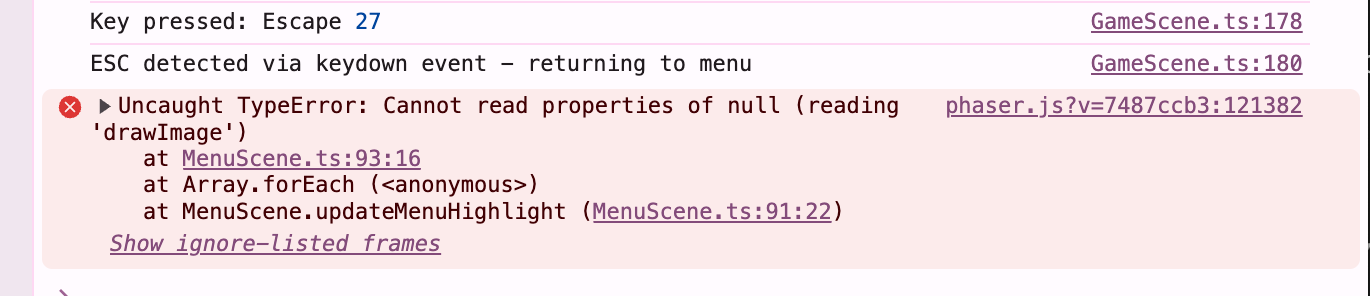 Key pressed: Escape 27 GameScene.ts:178
ESC detected via keydown event – returning to menu GameScene.ts:180
Uncaught TypeError: Cannot read properties of null (reading phaser.js?v=7487ccb3:121382
'drawImage')
at MenuScene.ts:93:16
at Array.forEach (<anonymous>)
at MenuScene.updateMenuHighlight (MenuScene.ts:91:22)
Show ignore-listed frames